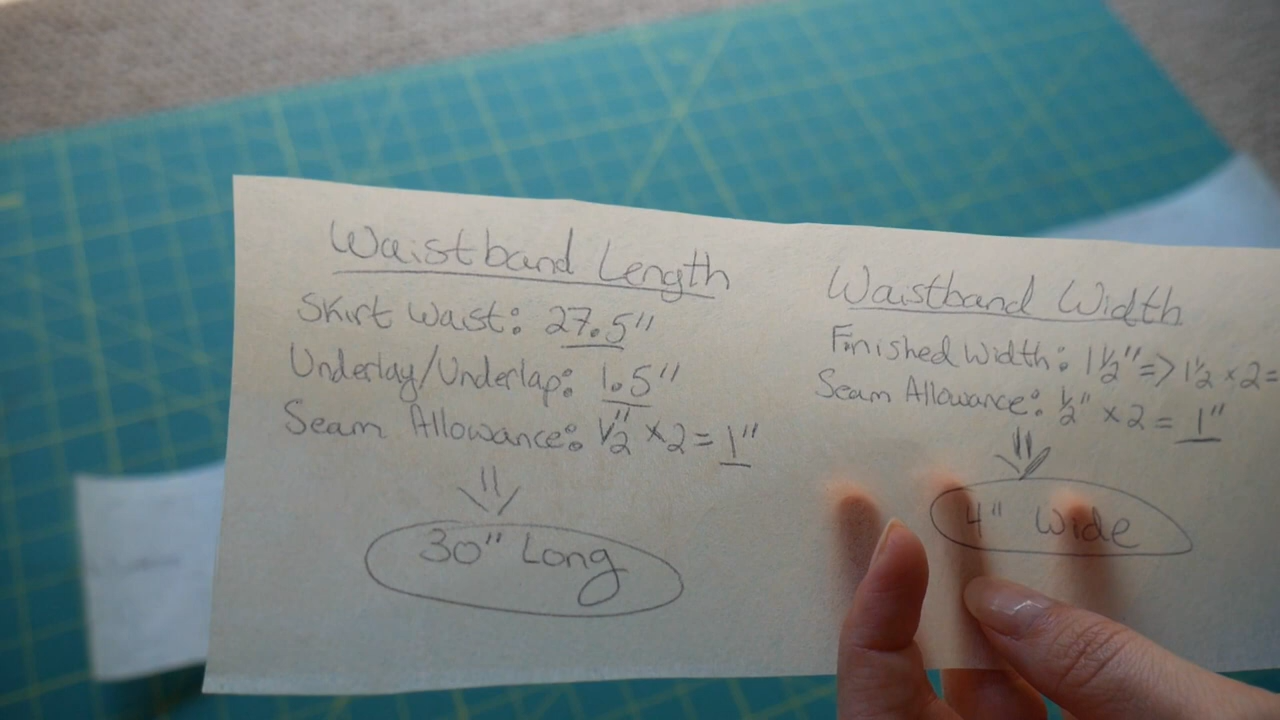 Waistband Length
Skirt Waist: 27.5"
Underlay/Underlap: 1.5"
Seam Allowance: 1/2" x2 = 1"
30" Long
Waistband Width
Finished Width: 1 1/2" => 1 1/2 x 2 =
Seam Allowance: 1/2" x 2 = 1"
4" Wide